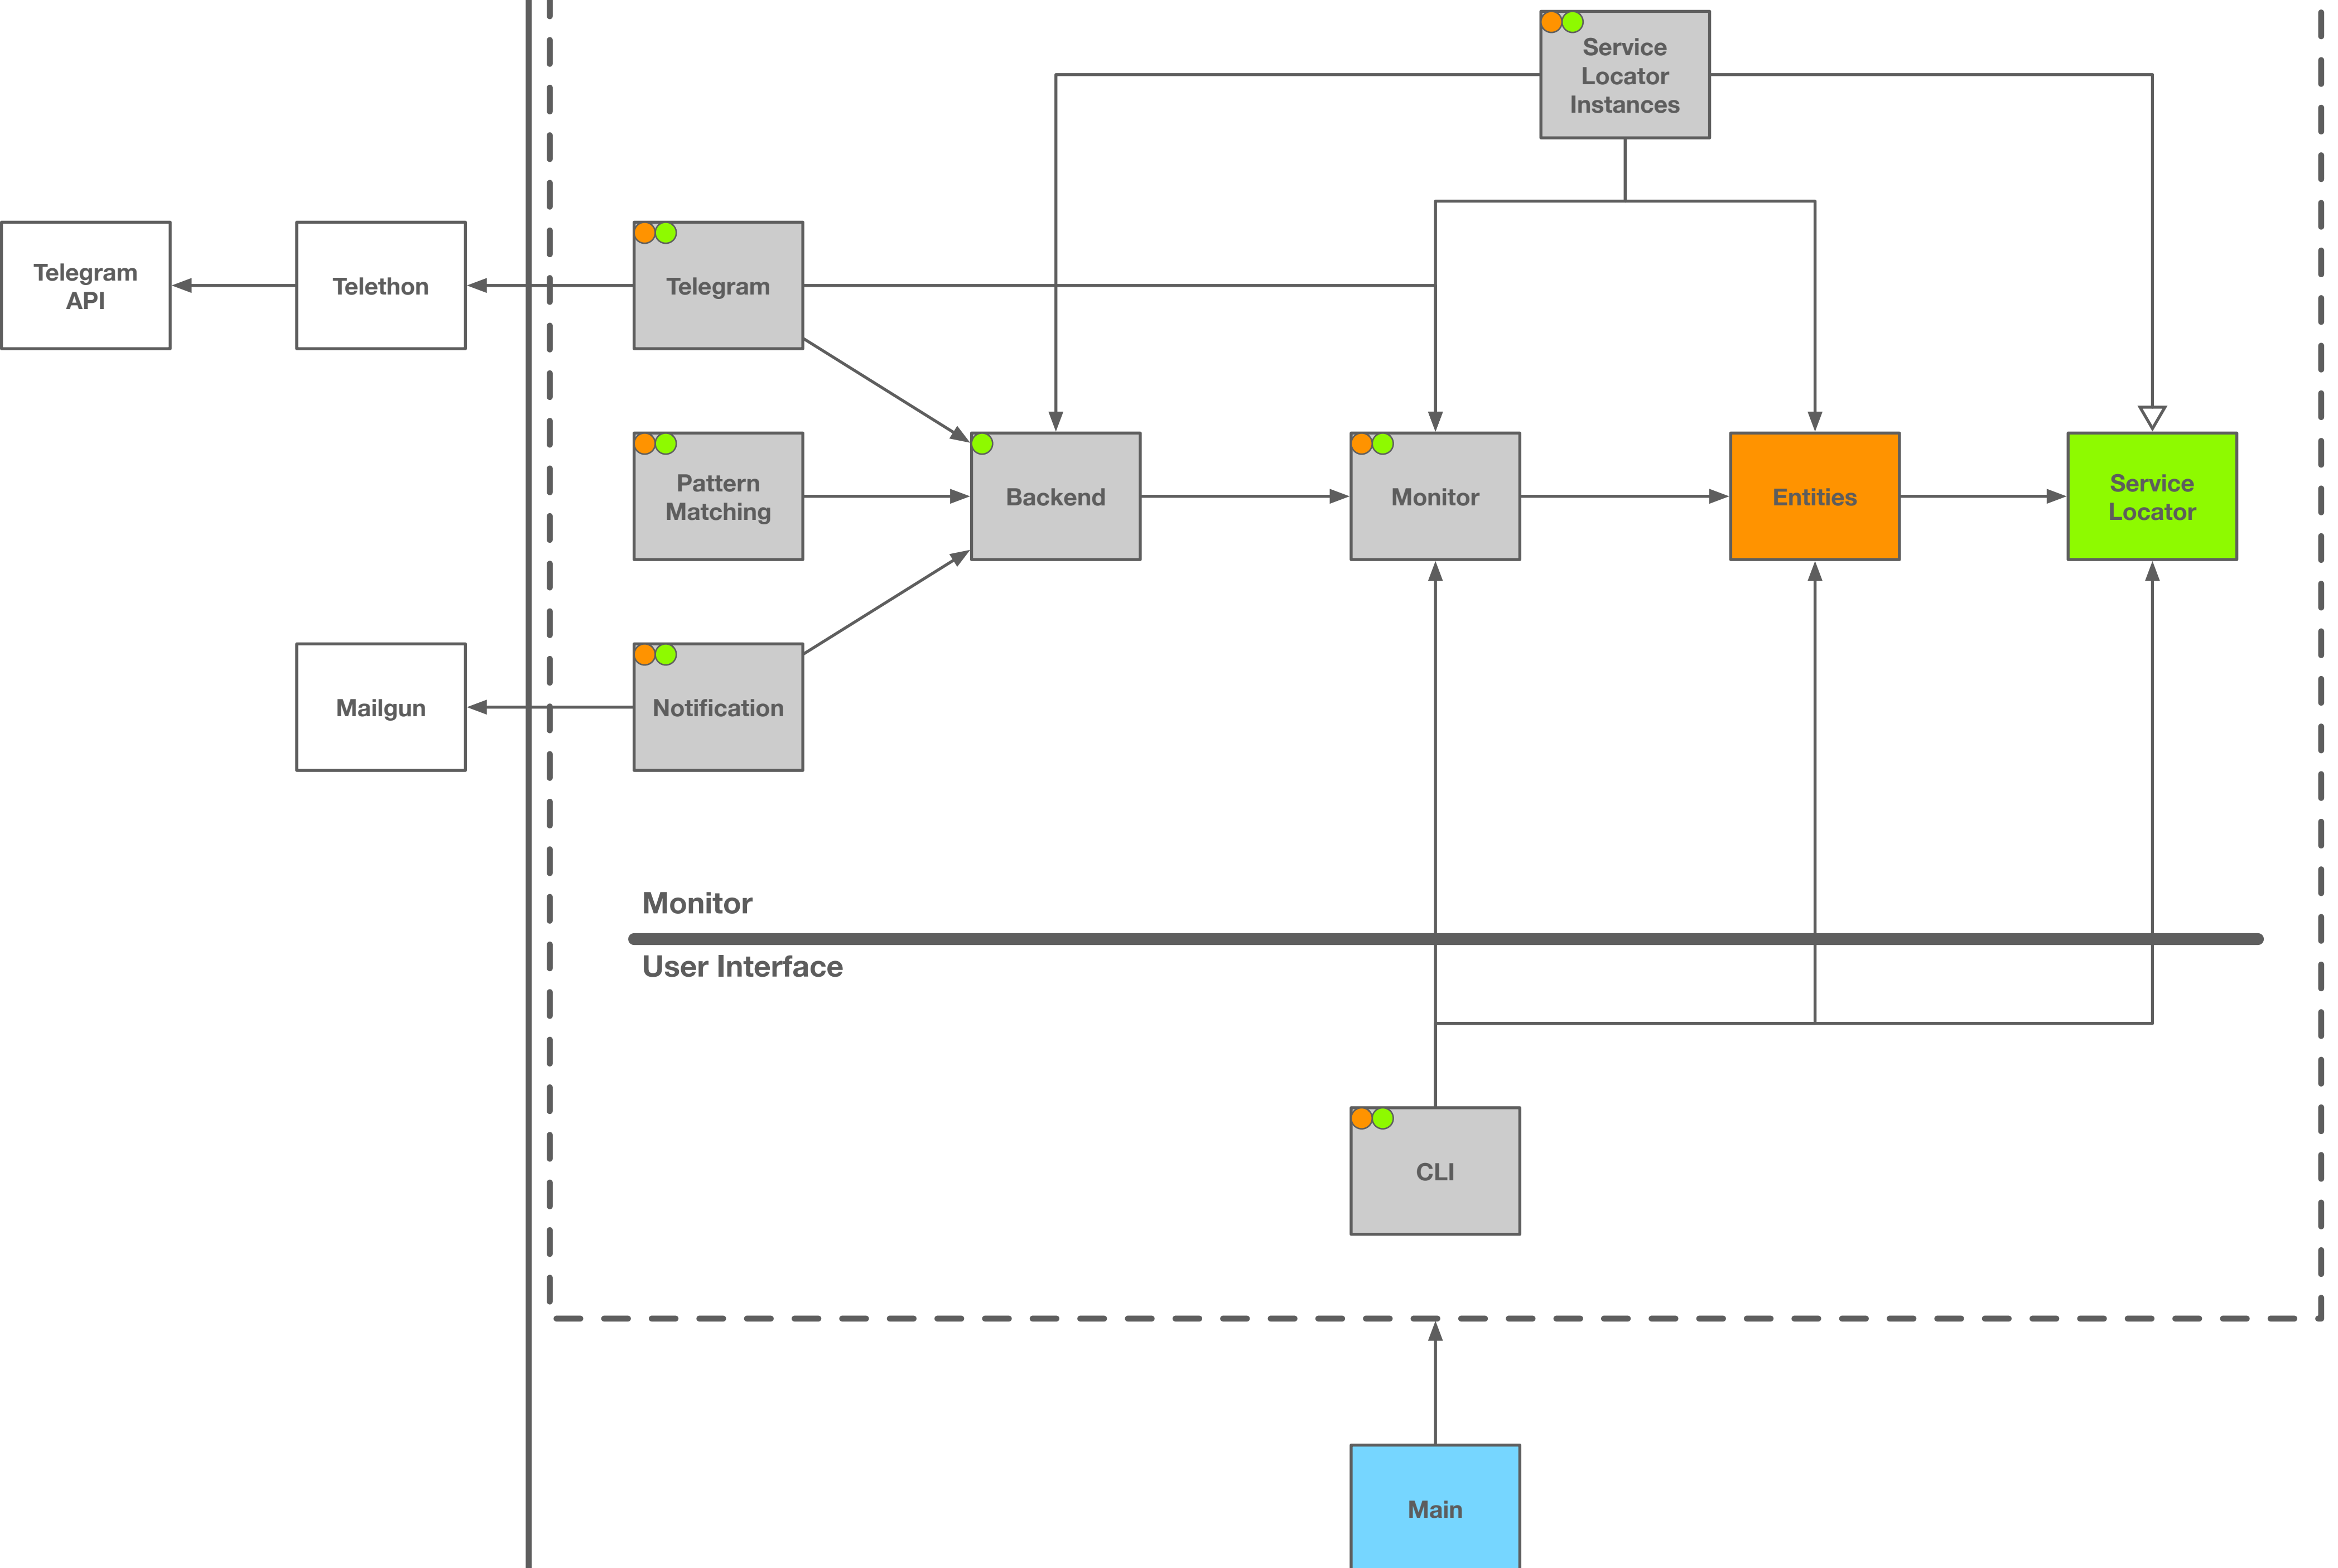 Service
Locator
Instances
Telegram
API
Telethon
Telegram
Pattern
Matching
Backend
Monitor
Entities
Service
Locator
Mailgun
Notification
Monitor
User Interface
CLI
Main